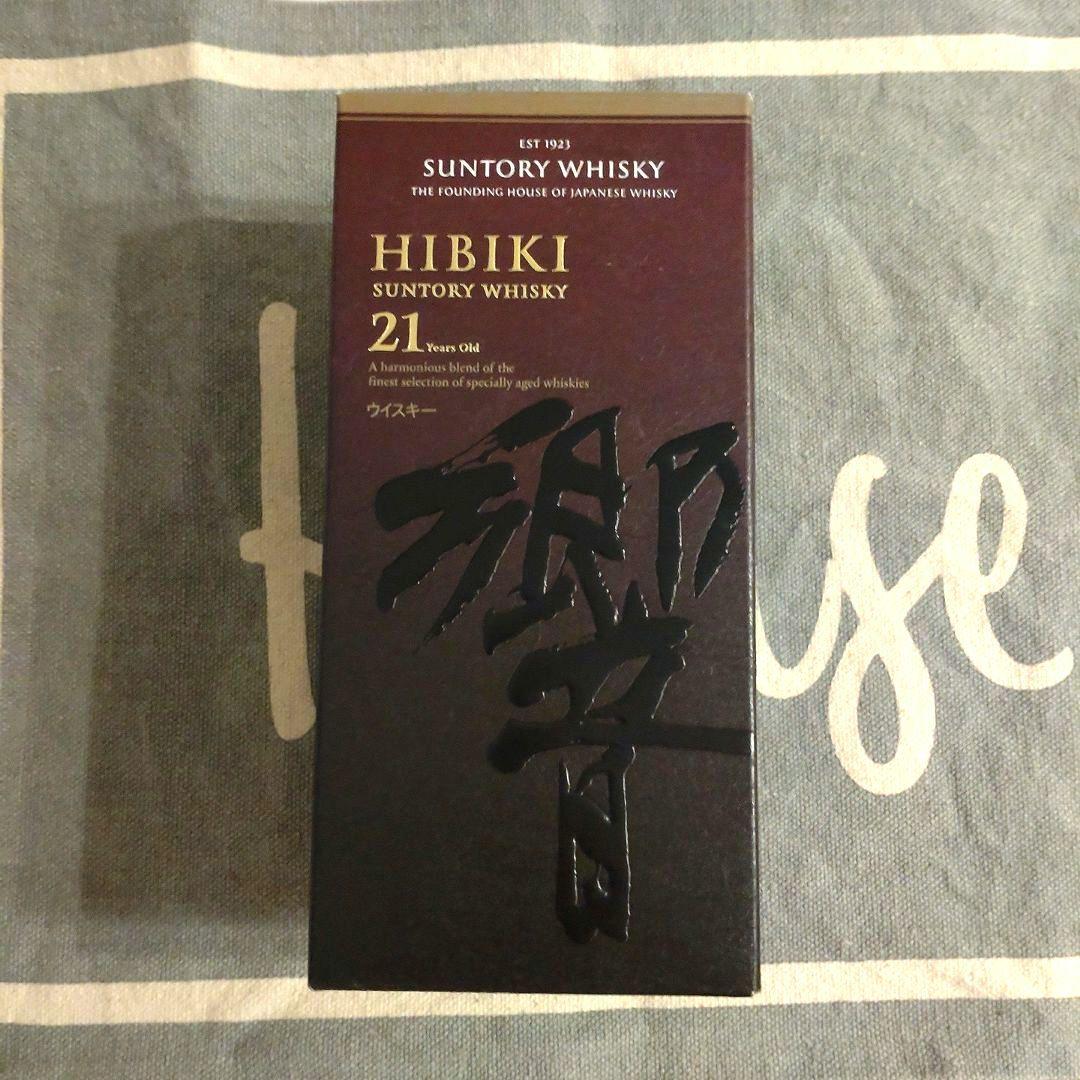 EST 1923
SUNTORY WHISKY
THE FOUNDING HOUSE OF JAPANESE WHISKY
HIBIKI
SUNTORY WHISKY
21 Years Old
A harmonious blend of the
finest selection of specially aged whiskies
ウイスキー
響